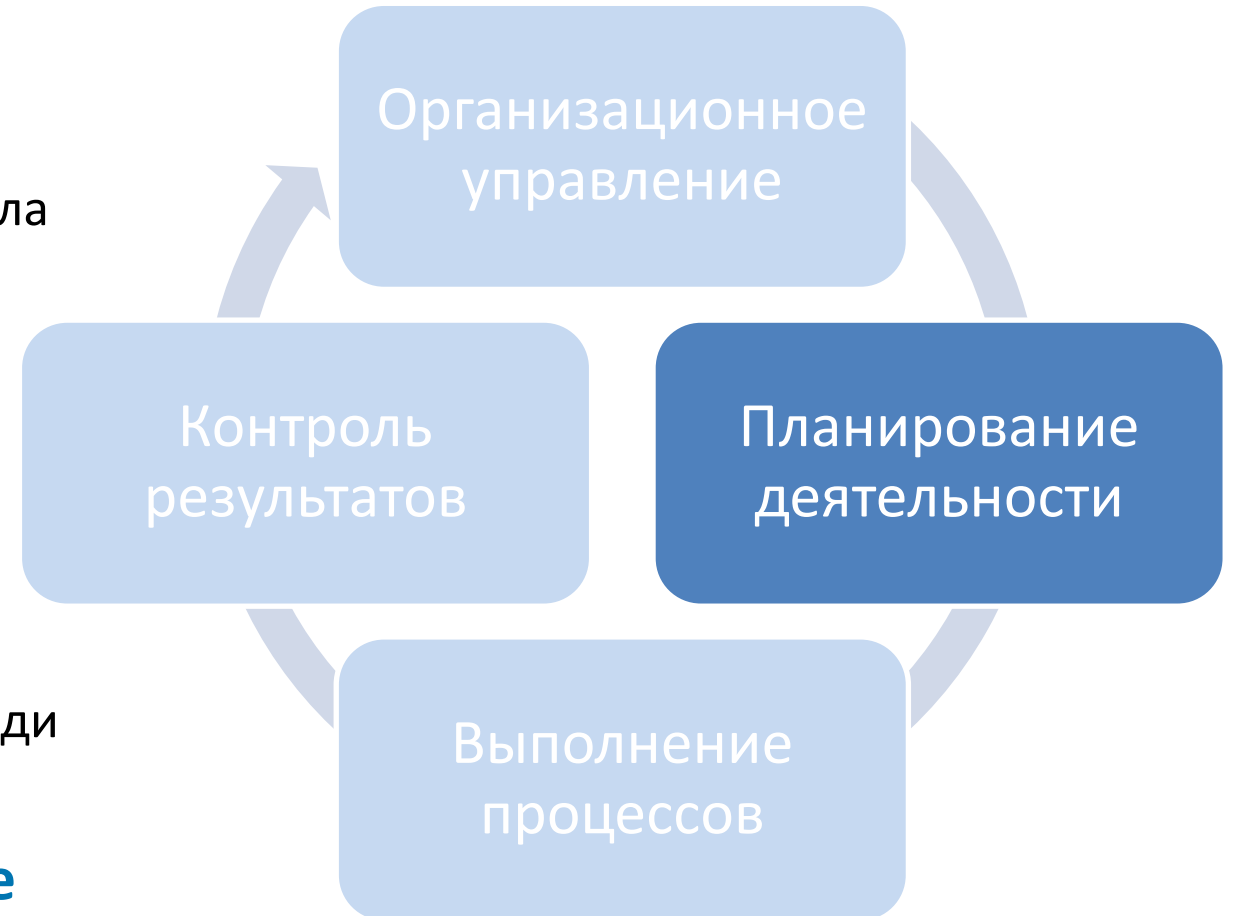 Организационное
управление
ла
Контроль
результатов
Планирование
деятельности
ди
Выполнение
процессов
е